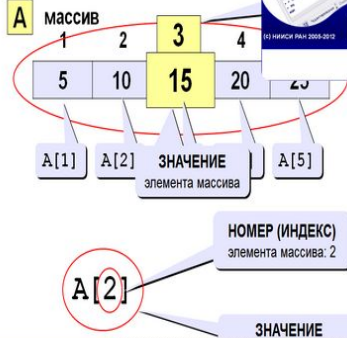 A массив
1 2 3 4
5 10 15 20 25
A[1] A[2] ЗНАЧЕНИЕ A[5]
элемента массива
НОМЕР (ИНДЕКС)
элемента массива: 2
A[2]
ЗНАЧЕНИЕ
(c) НИИСИ РАН 2005-2012